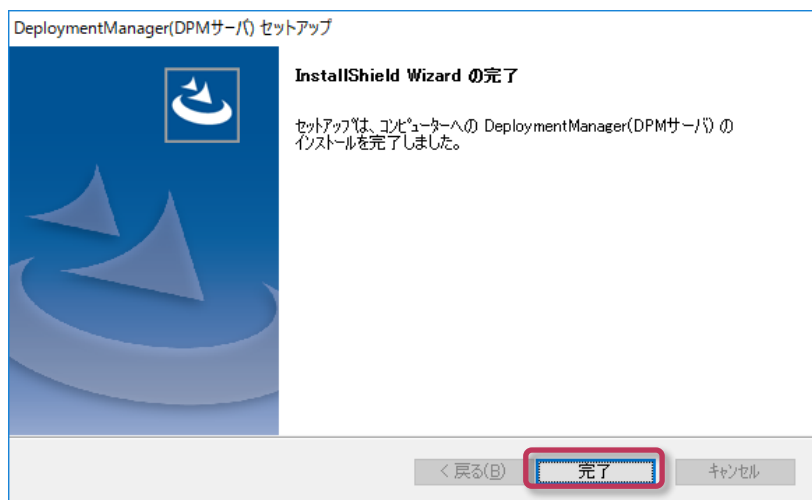 DeploymentManager(DPMサーバ) セットアップ
InstallShield Wizard の完了
セットアップは、コンピューターへの DeploymentManager(DPMサーバ) の
インストールを完了しました。
< 戻る(B)
完了
キャンセル